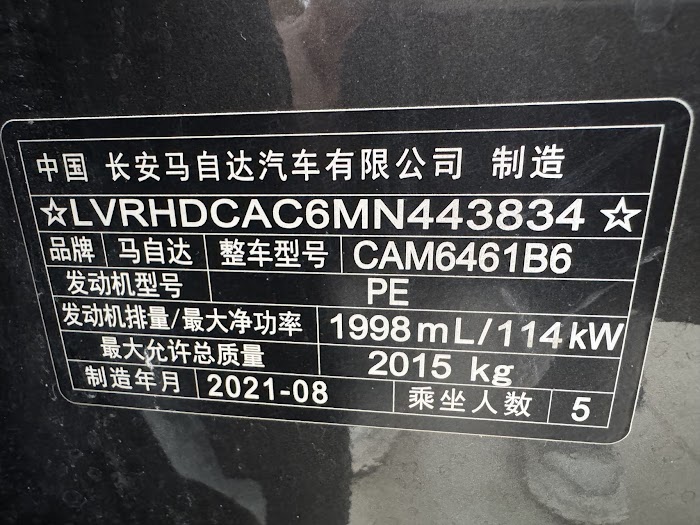 中国 长安马自达汽车有限公司 制造
☆LVRHDCAC6MN443834☆
品牌 马自达 整车型号 CAM6461B6
发动机型号 PE
发动机排量/最大净功率 1998mL/114kW
最大允许总质量 2015 kg
制造年月 2021-08 乘坐人数 5